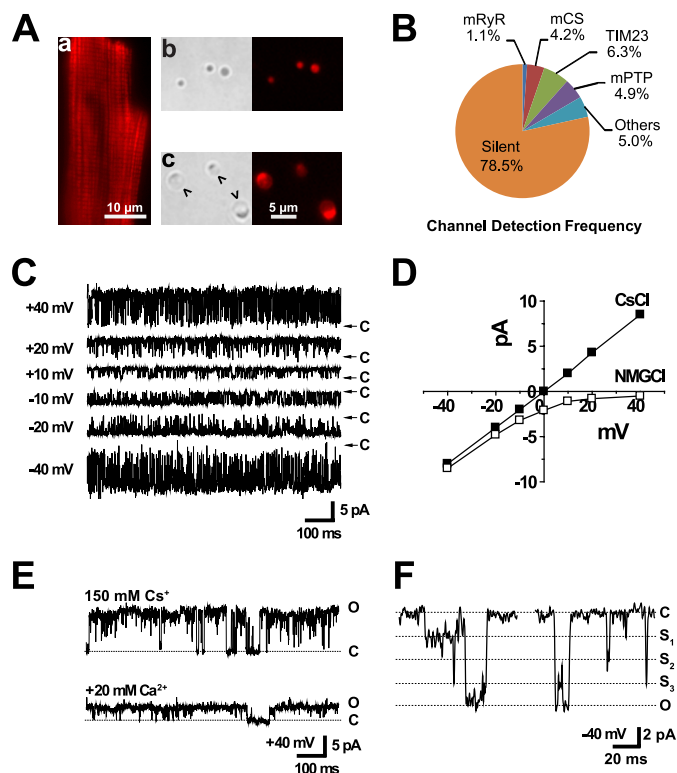 A
a
10 µm
b
c
>
>
>
5 µm
B
mRyR
1.1%
mCS
4.2%
TIM23
6.3%
mPTP
4.9%
Others
5.0%
Silent
78.5%
Channel Detection Frequency
C
+40 mV
C
+20 mV
C
+10 mV
C
-10 mV
C
-20 mV
C
-40 mV
C
5 pA
100 ms
D
pA
10
5
0
-5
-10
-40
-20
0
20
40
mV
CsCl
NMGCl
E
150 mM Cs⁺
O
C
+20 mM Ca²⁺
O
C
+40 mV
5 pA
100 ms
F
C
S₁
S₂
S₃
O
-40 mV
2 pA
20 ms